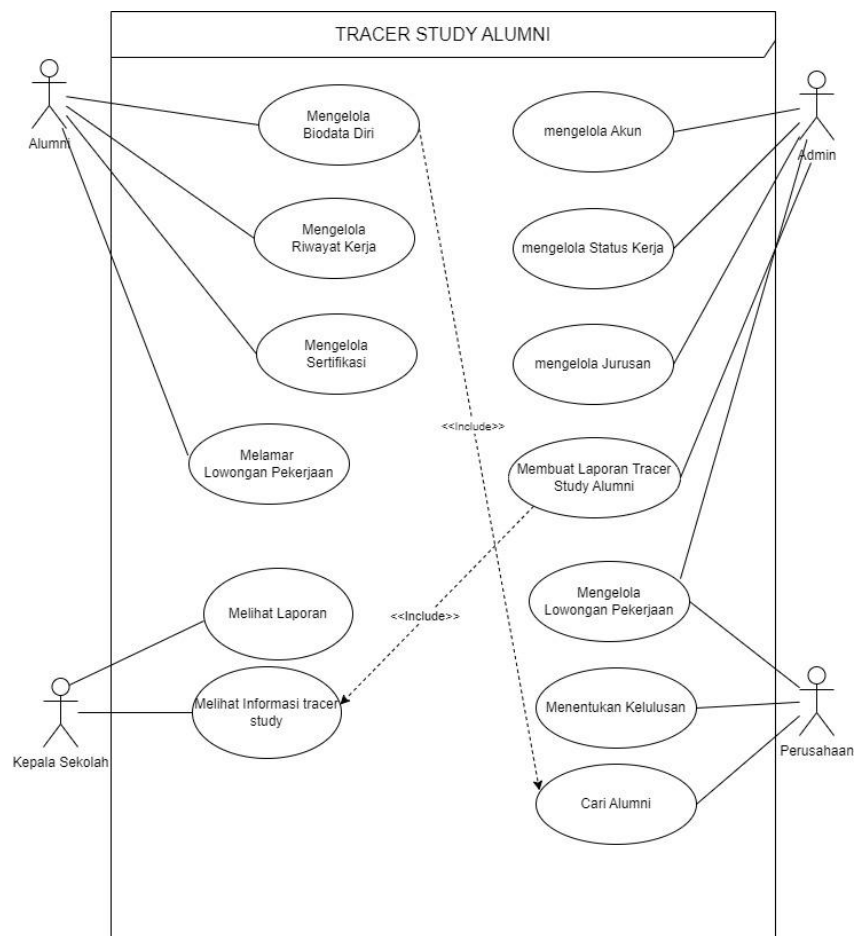 TRACER STUDY ALUMNI
Alumni
Mengelola
Biodata Diri
mengelola Akun
Admin
Mengelola
Riwayat Kerja
mengelola Status Kerja
Mengelola
Sertifikasi
mengelola Jurusan
<<Include>>
Melamar
Lowongan Pekerjaan
Membuat Laporan Tracer
Study Alumni
Melihat Laporan
<<Include>>
Mengelola
Lowongan Pekerjaan
Melihat Informasi tracer
study
Kepala Sekolah
Menentukan Kelulusan
Perusahaan
Cari Alumni